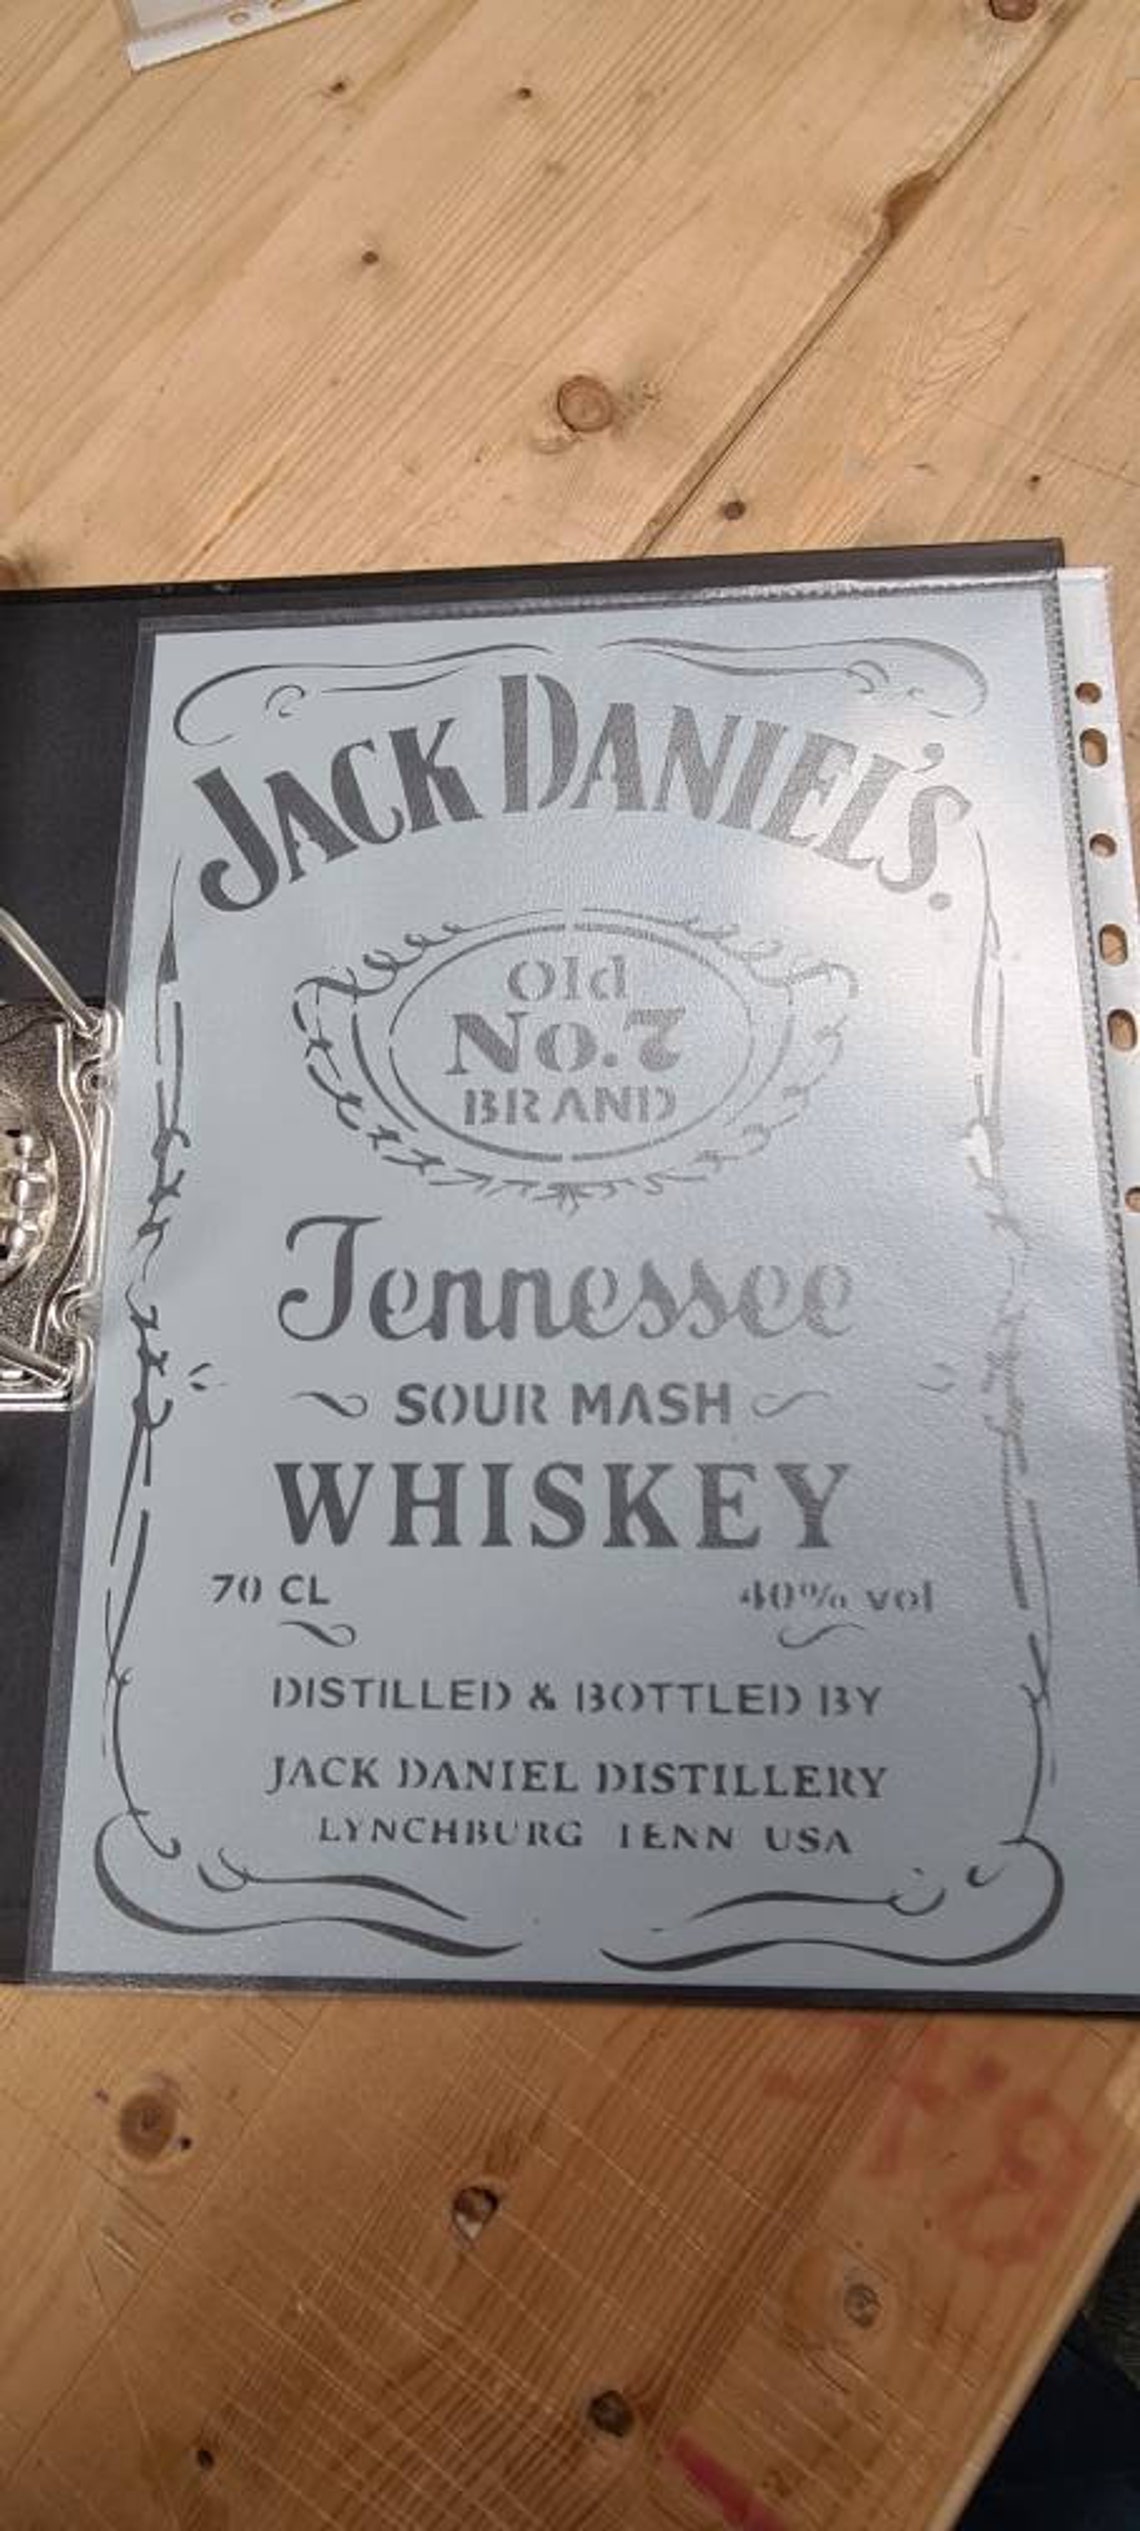 JACK DANIEL'S.
Old
No.7
BRAND
Tennessee
SOUR MASH
WHISKEY
70 CL 40% vol
DISTILLED & BOTTLED BY
JACK DANIEL DISTILLERY
LYNCHBURG TENN USA